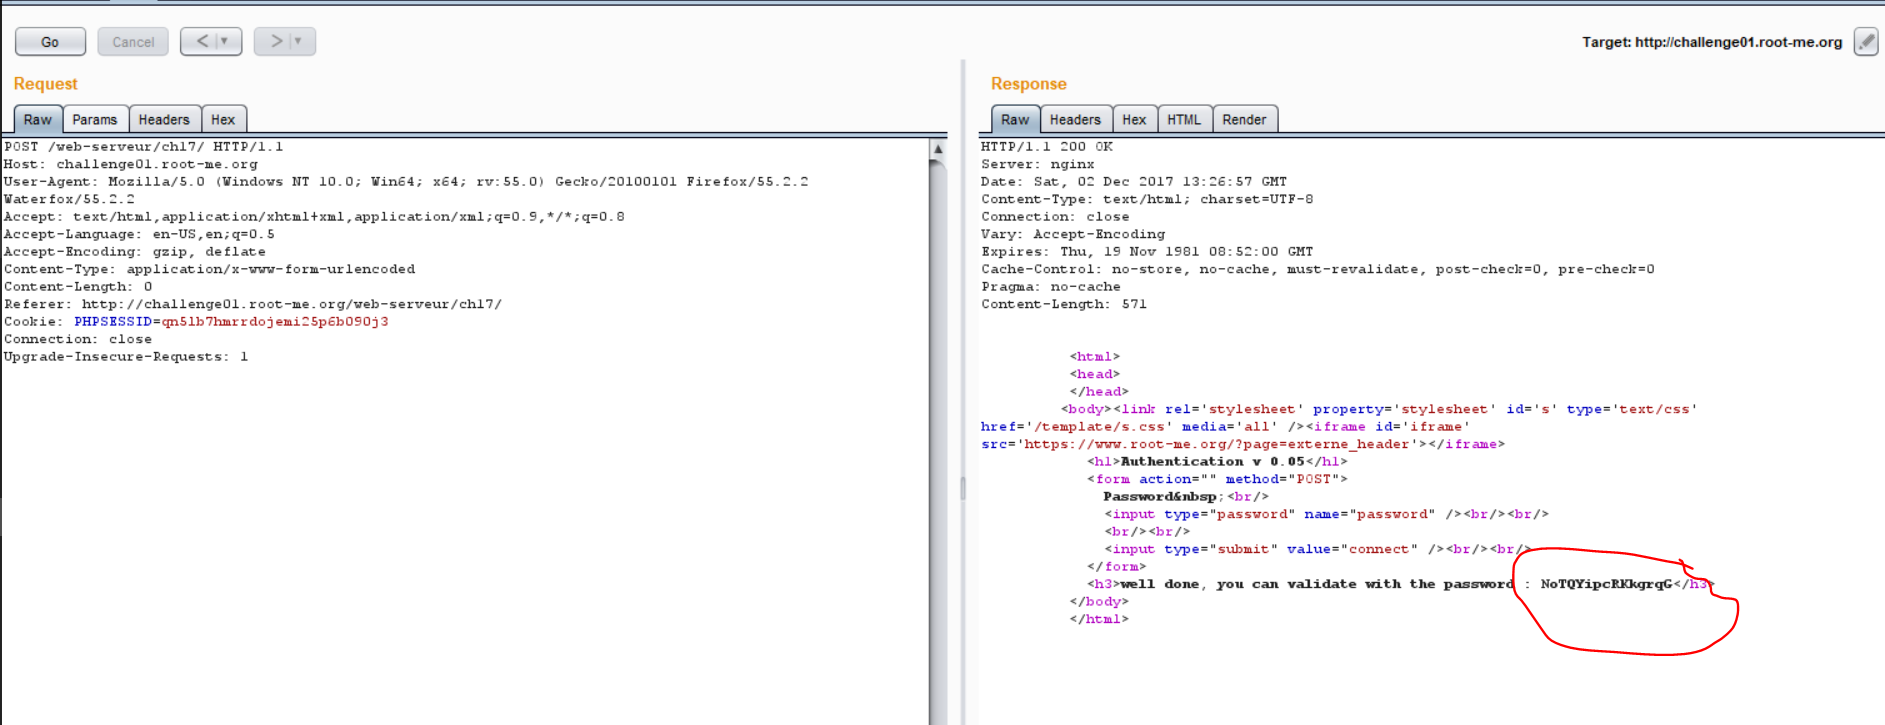 Go Cancel < > Target: http://challenge01.root-me.org
Request
Raw Params Headers Hex
POST /web-serveur/ch17/ HTTP/1.1
Host: challenge01.root-me.org
User-Agent: Mozilla/5.0 (Windows NT 10.0; Win64; x64; rv:55.0) Gecko/20100101 Firefox/55.2.2
Waterfox/55.2.2
Accept: text/html,application/xhtml+xml,application/xml;q=0.9,*/*;q=0.8
Accept-Language: en-US,en;q=0.5
Accept-Encoding: gzip, deflate
Content-Type: application/x-www-form-urlencoded
Content-Length: 0
Referer: http://challenge01.root-me.org/web-serveur/ch17/
Cookie: PHPSESSID=qn5lb7hmrrdojemi25p6b090j3
Connection: close
Upgrade-Insecure-Requests: 1
Response
Raw Headers Hex HTML Render
HTTP/1.1 200 OK
Server: nginx
Date: Sat, 02 Dec 2017 13:26:57 GMT
Content-Type: text/html; charset=UTF-8
Connection: close
Vary: Accept-Encoding
Expires: Thu, 19 Nov 1981 08:52:00 GMT
Cache-Control: no-store, no-cache, must-revalidate, post-check=0, pre-check=0
Pragma: no-cache
Content-Length: 571
<html>
<head>
</head>
<body><link rel='stylesheet' property='stylesheet' id='s' type='text/css'
href='/template/s.css' media='all' /><iframe id='iframe'
src='https://www.root-me.org/?page=externe_header'></iframe>
<h1>Authentication v 0.05</h1>
<form action="" method="POST">
Password&nbsp;<br/>
<input type="password" name="password" /><br/><br/>
<br/><br/>
<input type="submit" value="connect" /><br/><br/>
</form>
<h3>well done, you can validate with the password : NoTQYipcRKkgrqG</h3>
</body>
</html>